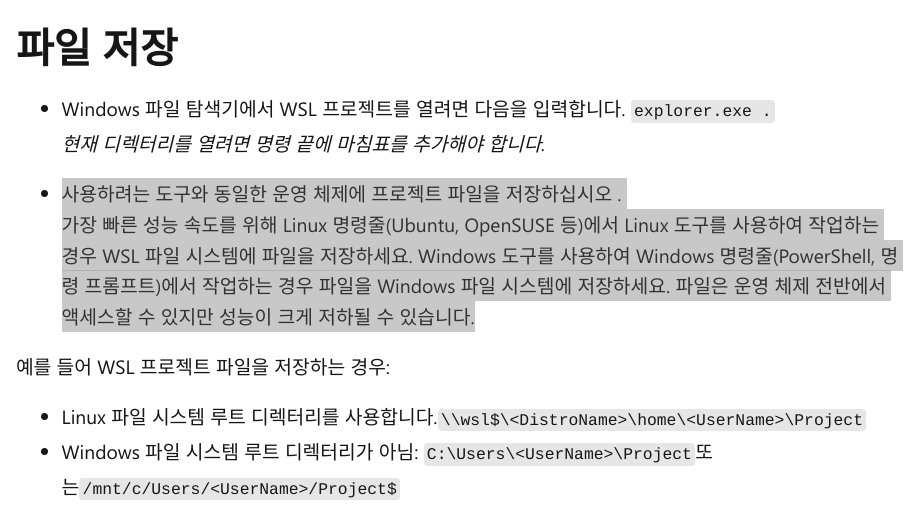 파일 저장
Windows 파일 탐색기에서 WSL 프로젝트를 열려면 다음을 입력합니다. explorer.exe .
현재 디렉터리를 열려면 명령 끝에 마침표를 추가해야 합니다.
사용하려는 도구와 동일한 운영 체제에 프로젝트 파일을 저장하십시오 .
가장 빠른 성능 속도를 위해 Linux 명령줄(Ubuntu, OpenSUSE 등)에서 Linux 도구를 사용하여 작업하는
경우 WSL 파일 시스템에 파일을 저장하세요. Windows 도구를 사용하여 Windows 명령줄(PowerShell, 명
령 프롬프트)에서 작업하는 경우 파일을 Windows 파일 시스템에 저장하세요. 파일은 운영 체제 전반에서
액세스할 수 있지만 성능이 크게 저하될 수 있습니다.
예를 들어 WSL 프로젝트 파일을 저장하는 경우:
Linux 파일 시스템 루트 디렉터리를 사용합니다.\\wsl$\<DistroName>\home\<UserName>\Project
Windows 파일 시스템 루트 디렉터리가 아님: C:\Users\<UserName>\Project또
는/mnt/c/Users/<UserName>/Project$